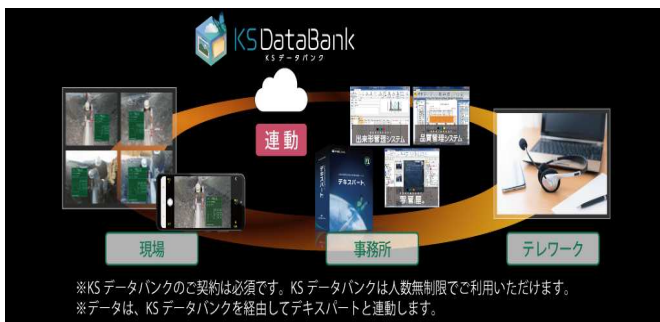 KSDataBank
KSデータバンク
連動
出来形管理システム
品質管理システム
デキスパート
写管屋。
現場
事務所
テレワーク
※KSデータバンクのご契約は必須です。KSデータバンクは人数無制限でご利用いただけます。
※データは、KSデータバンクを経由してデキスパートと連動します。